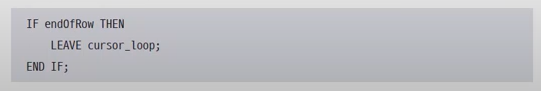 IF endOfRow THEN
    LEAVE cursor_loop;
END IF;